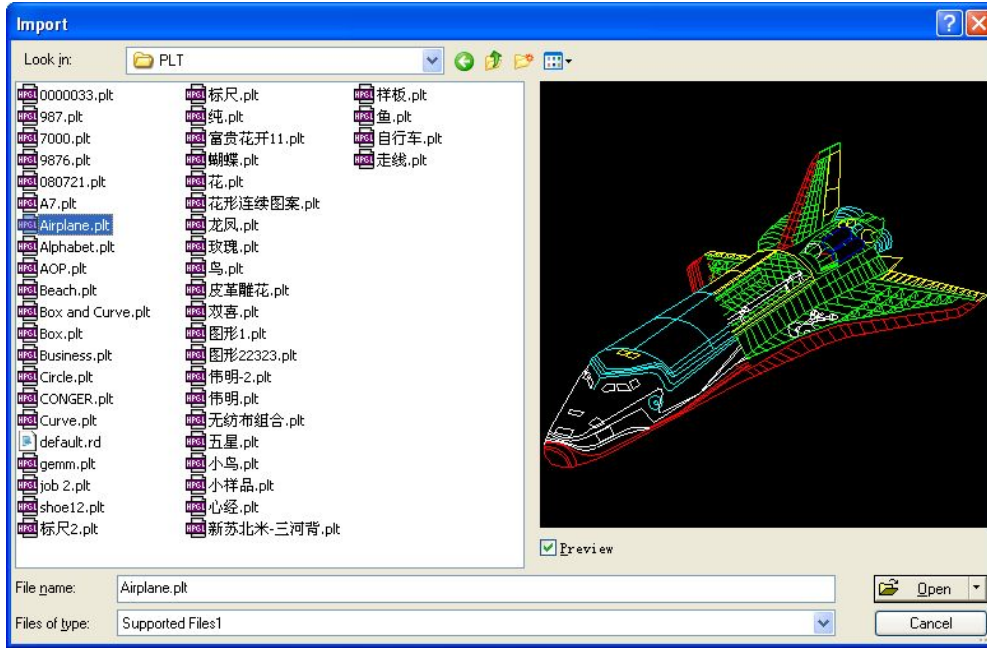 Import
Look in:
PLT
0000033.plt
987.plt
7000.plt
9876.plt
080721.plt
A7.plt
Airplane.plt
Alphabet.plt
AOP.plt
Beach.plt
Box and Curve.plt
Box.plt
Business.plt
Circle.plt
CONGER.plt
Curve.plt
default.rd
gemm.plt
job 2.plt
shoe12.plt
标尺2.plt
标尺.plt
纯.plt
富贵花开11.plt
蝴蝶.plt
花.plt
花形连续图案.plt
龙凤.plt
玫瑰.plt
鸟.plt
皮革雕花.plt
双喜.plt
图形1.plt
图形22323.plt
伟明-2.plt
伟明.plt
无纺布组合.plt
五星.plt
小鸟.plt
小样品.plt
心经.plt
新苏北米-三河背.plt
样板.plt
鱼.plt
自行车.plt
走线.plt
Preview
File name:
Airplane.plt
Open
Files of type:
Supported Files1
Cancel